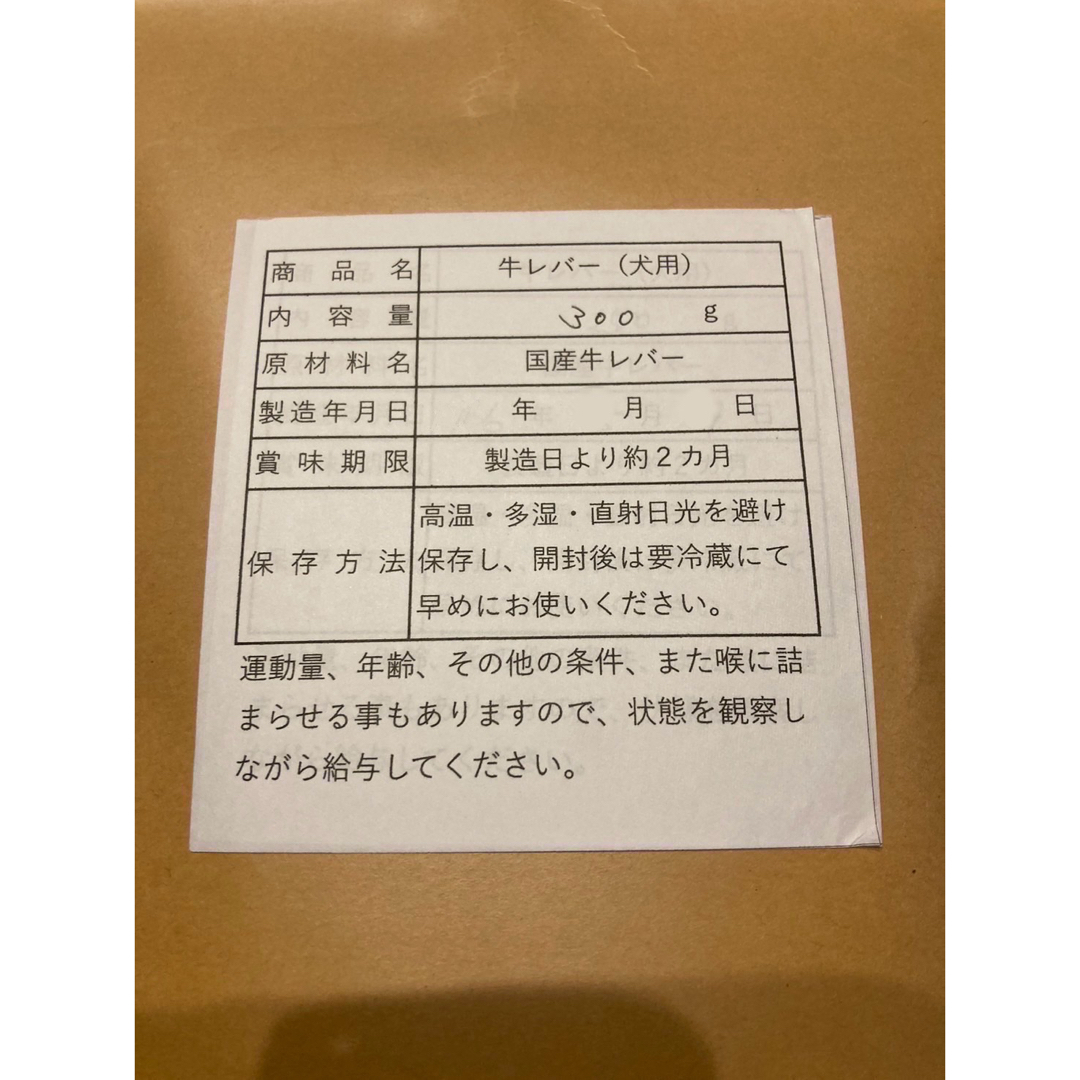 商品名 牛レバー（犬用）
内容量 300 g
原材料名 国産牛レバー
製造年月日 年 月 日
賞味期限 製造日より約２カ月
保存方法 高温・多湿・直射日光を避け
保存し、開封後は要冷蔵にて
早めにお使いください。
運動量、年齢、その他の条件、また喉に詰
まらせる事もありますので、状態を観察し
ながら給与してください。